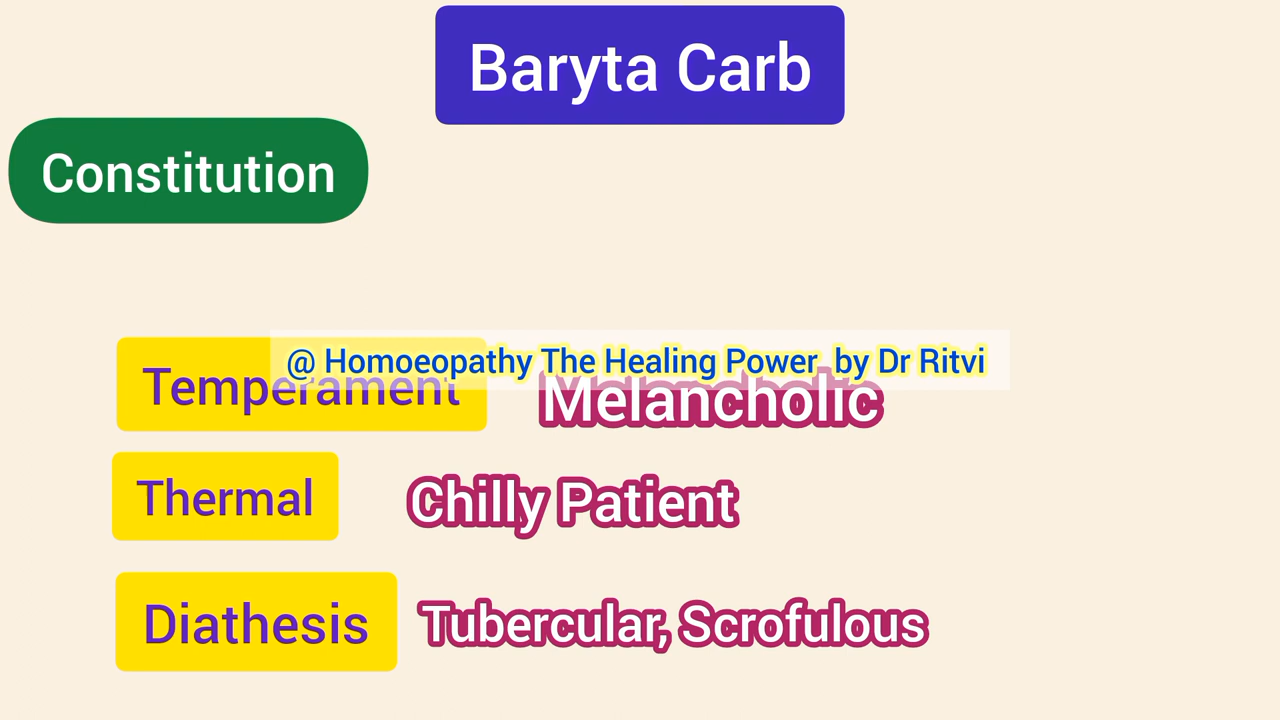 Baryta Carb
Constitution
@ Homoeopathy The Healing Power by Dr Ritvi
Temperament Melancholic
Thermal Chilly Patient
Diathesis Tubercular, Scrofulous